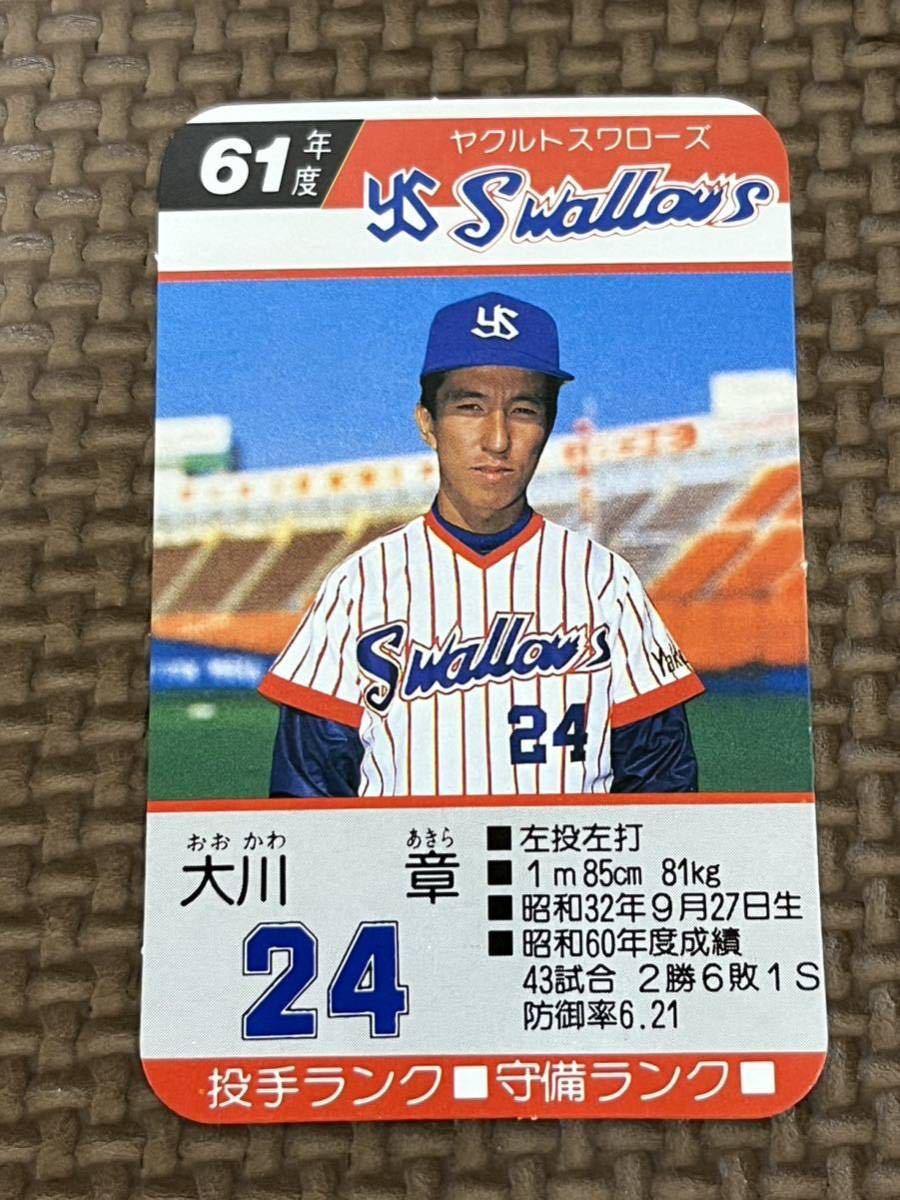 61年度
ヤクルトスワローズ
YS Swallows
YS
Swallows
Yaku
24
おおかわ あきら
大川 章
24
■左投左打
■1m85cm 81kg
■昭和32年9月27日生
■昭和60年度成績
43試合 2勝6敗1S
防御率6.21
投手ランク□守備ランク□